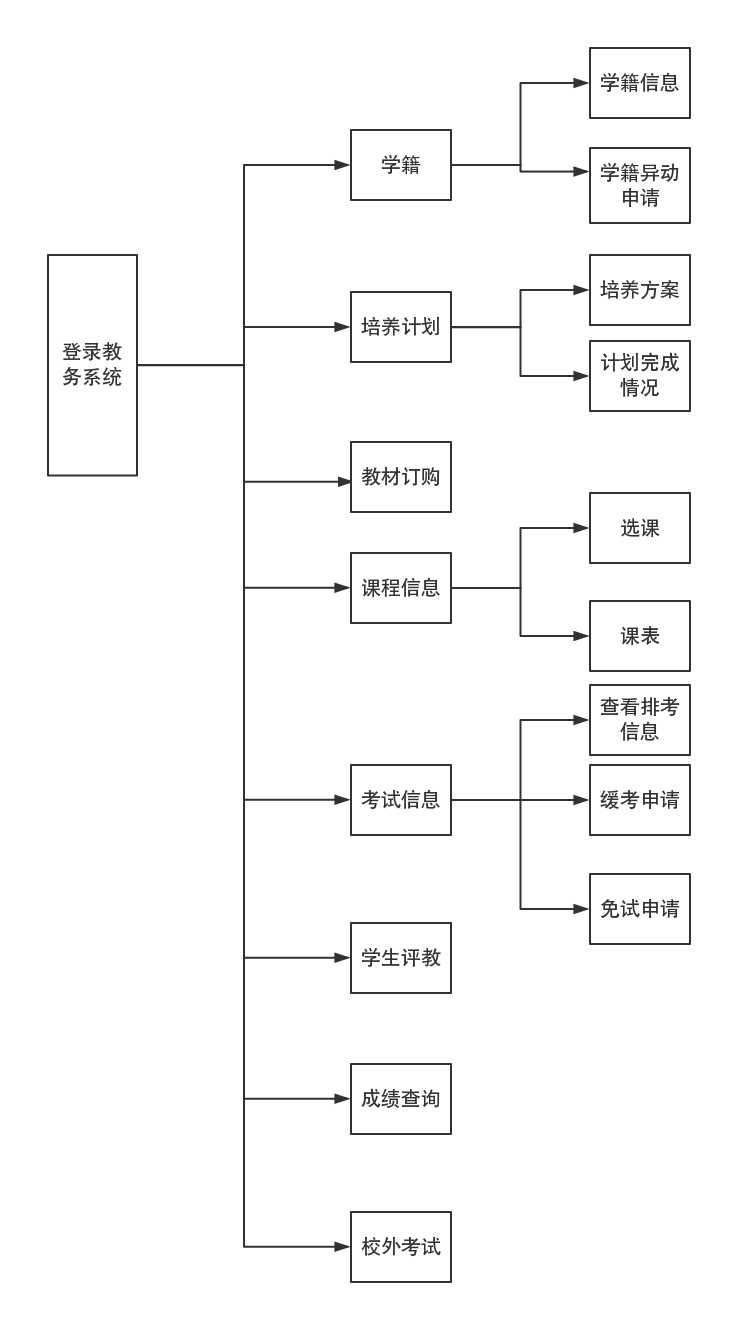 登录教
务系统
学籍
学籍信息
学籍异动
申请
培养计划
培养方案
计划完成
情况
教材订购
课程信息
选课
课表
考试信息
查看排考
信息
缓考申请
免试申请
学生评教
成绩查询
校外考试